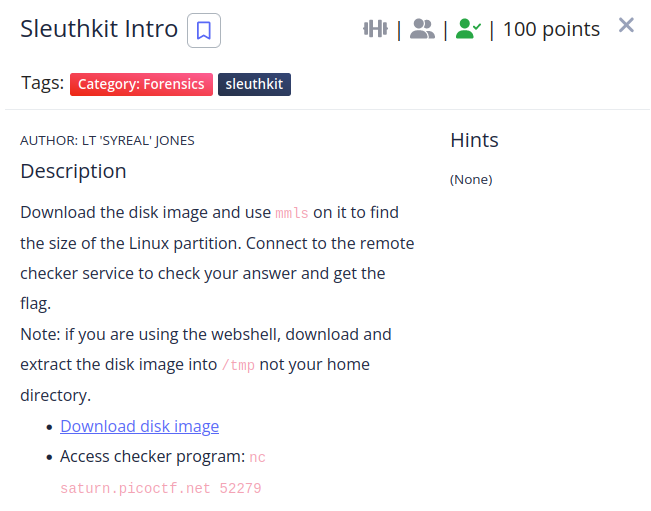 Sleuthkit Intro
| | | 100 points
Tags: Category: Forensics sleuthkit
AUTHOR: LT 'SYREAL' JONES
Description
Download the disk image and use mmls on it to find
the size of the Linux partition. Connect to the remote
checker service to check your answer and get the
flag.
Note: if you are using the webshell, download and
extract the disk image into /tmp not your home
directory.
• Download disk image
• Access checker program: nc
saturn.picoctf.net 52279
Hints
(None)